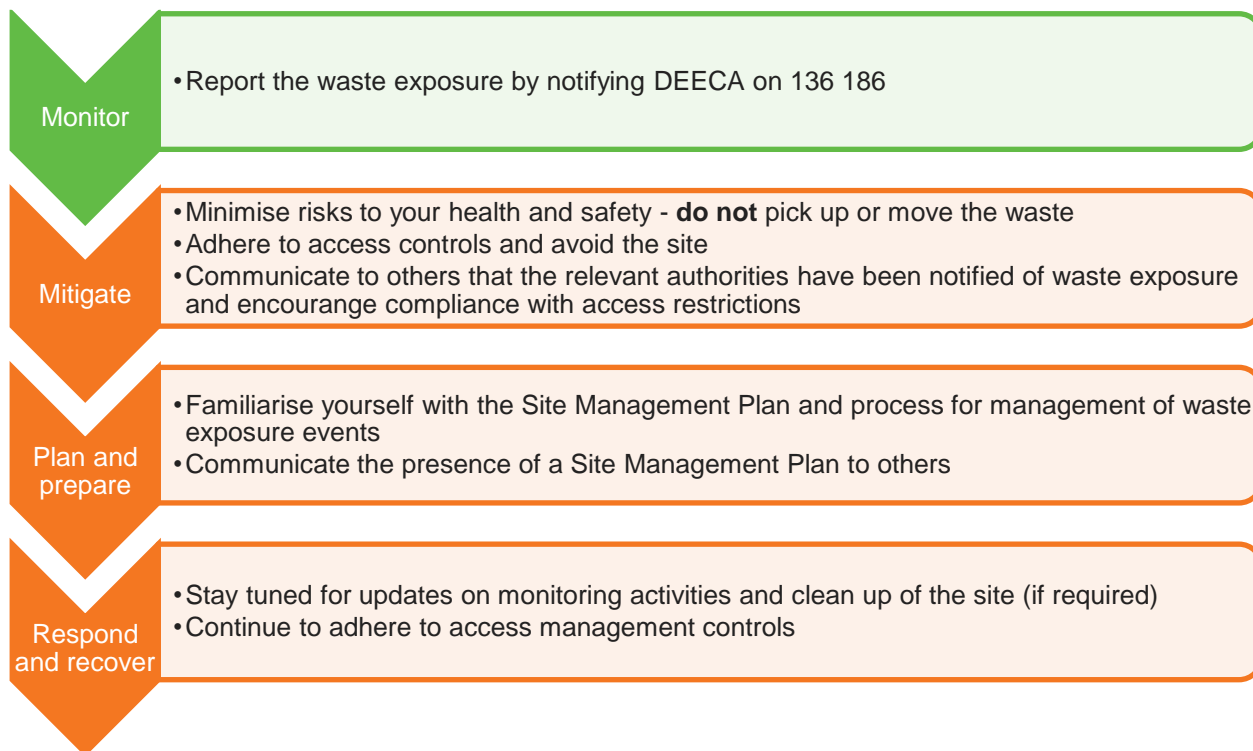 Monitor
•Report the waste exposure by notifying DEECA on 136 186
Mitigate
•Minimise risks to your health and safety - do not pick up or move the waste
•Adhere to access controls and avoid the site
•Communicate to others that the relevant authorities have been notified of waste exposure
and encourange compliance with access restrictions
Plan and
prepare
•Familiarise yourself with the Site Management Plan and process for management of waste
exposure events
•Communicate the presence of a Site Management Plan to others
Respond
and recover
•Stay tuned for updates on monitoring activities and clean up of the site (if required)
•Continue to adhere to access management controls